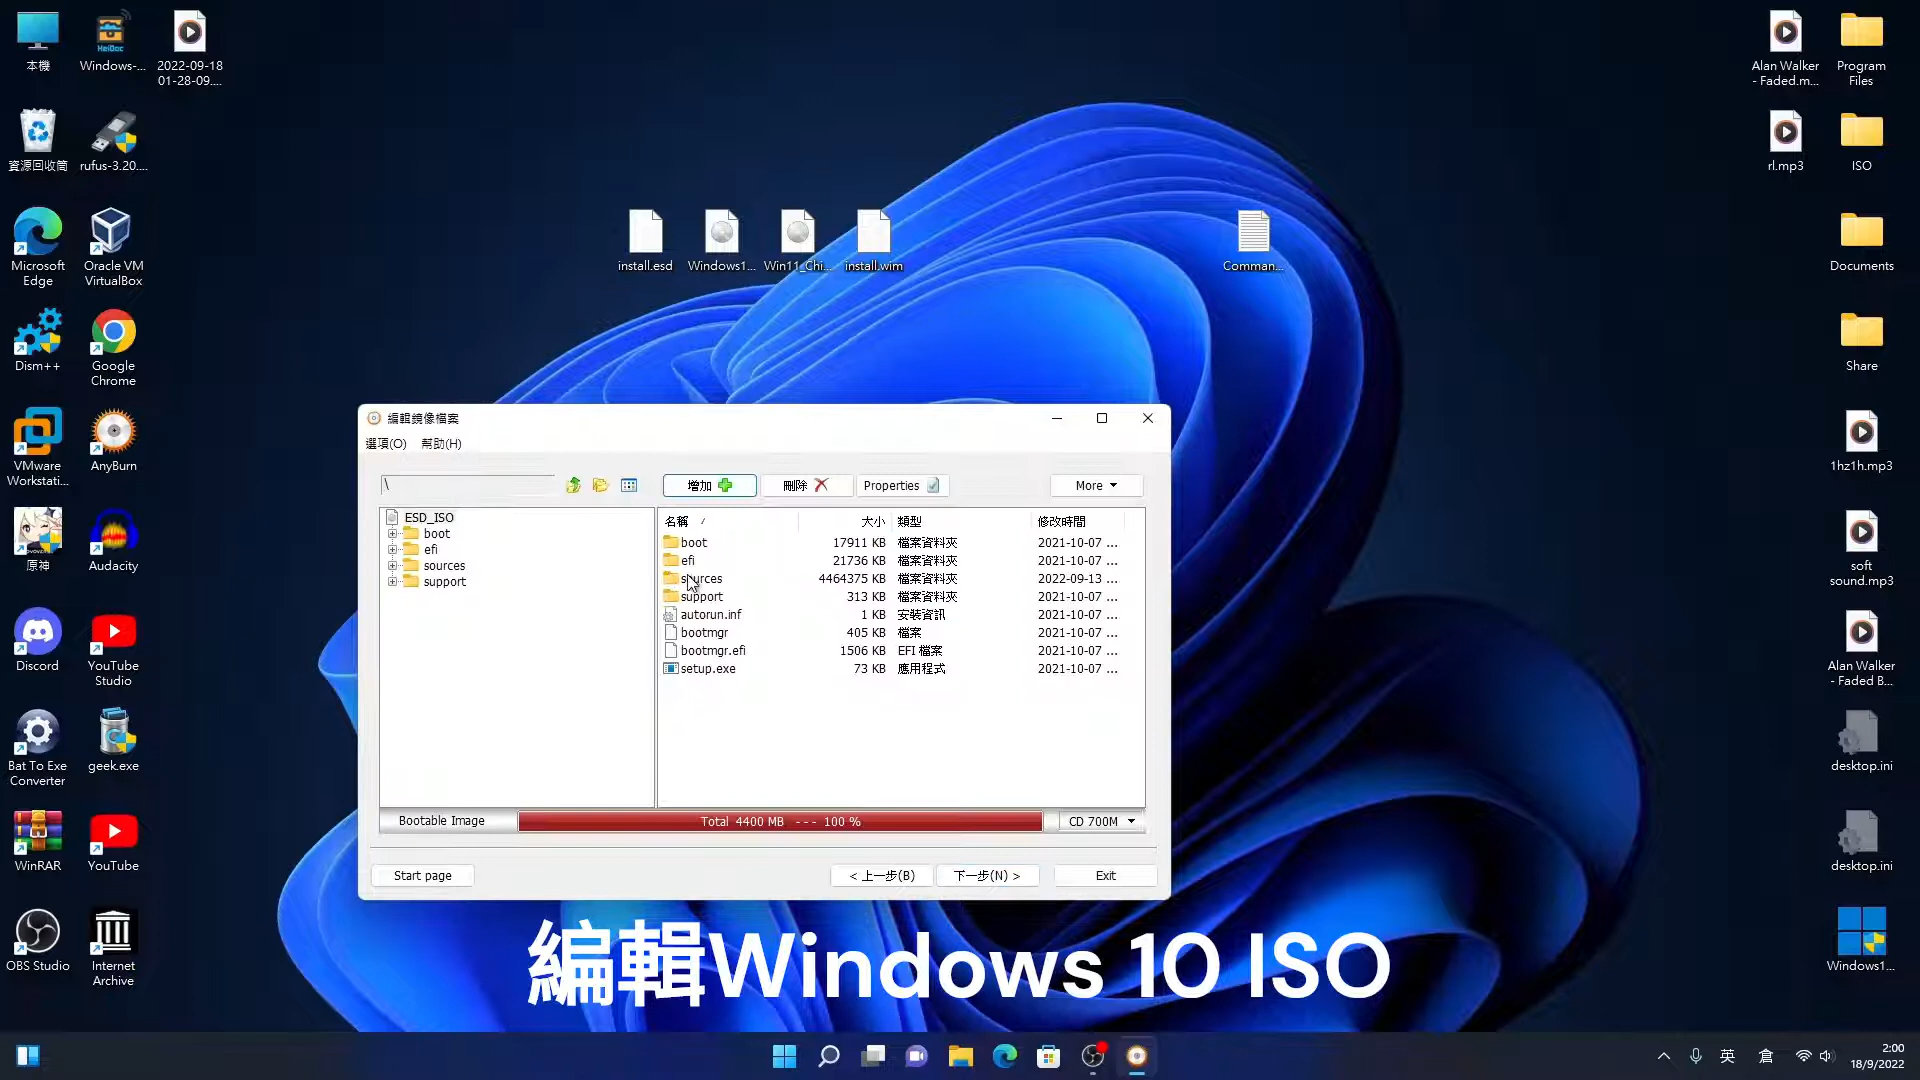 本機
Windows-...
2022-09-18
01-28-09....
Alan Walker
- Faded.m...
Program
Files
資源回收筒
rufus-3.20....
rl.mp3
ISO
Microsoft
Edge
Oracle VM
VirtualBox
install.esd
Windows1...
Win11_Chi...
install.wim
Comman...
Documents
Dism++
Google
Chrome
Share
VMware
Workstati...
AnyBurn
1hz1h.mp3
原神
Audacity
soft
sound.mp3
Discord
YouTube
Studio
Alan Walker
- Faded B...
Bat To Exe
Converter
geek.exe
desktop.ini
WinRAR
YouTube
desktop.ini
OBS Studio
Internet
Archive
Windows1...
HeiDoc
編輯鏡像檔案
選項(O) 幫助(H)
\
增加
刪除
Properties
More
ESD_ISO
boot
efi
sources
support
名稱 / 大小 類型 修改時間
boot 17911 KB 檔案資料夾 2021-10-07 ...
efi 21736 KB 檔案資料夾 2021-10-07 ...
sources 4464375 KB 檔案資料夾 2022-09-13 ...
support 313 KB 檔案資料夾 2021-10-07 ...
autorun.inf 1 KB 安裝資訊 2021-10-07 ...
bootmgr 405 KB 檔案 2021-10-07 ...
bootmgr.efi 1506 KB EFI 檔案 2021-10-07 ...
setup.exe 73 KB 應用程式 2021-10-07 ...
Bootable Image
Total 4400 MB --- 100 %
CD 700M
Start page
< 上一步(B)
下一步(N) >
Exit
編輯Windows 10 ISO
英
倉
2:00
18/9/2022